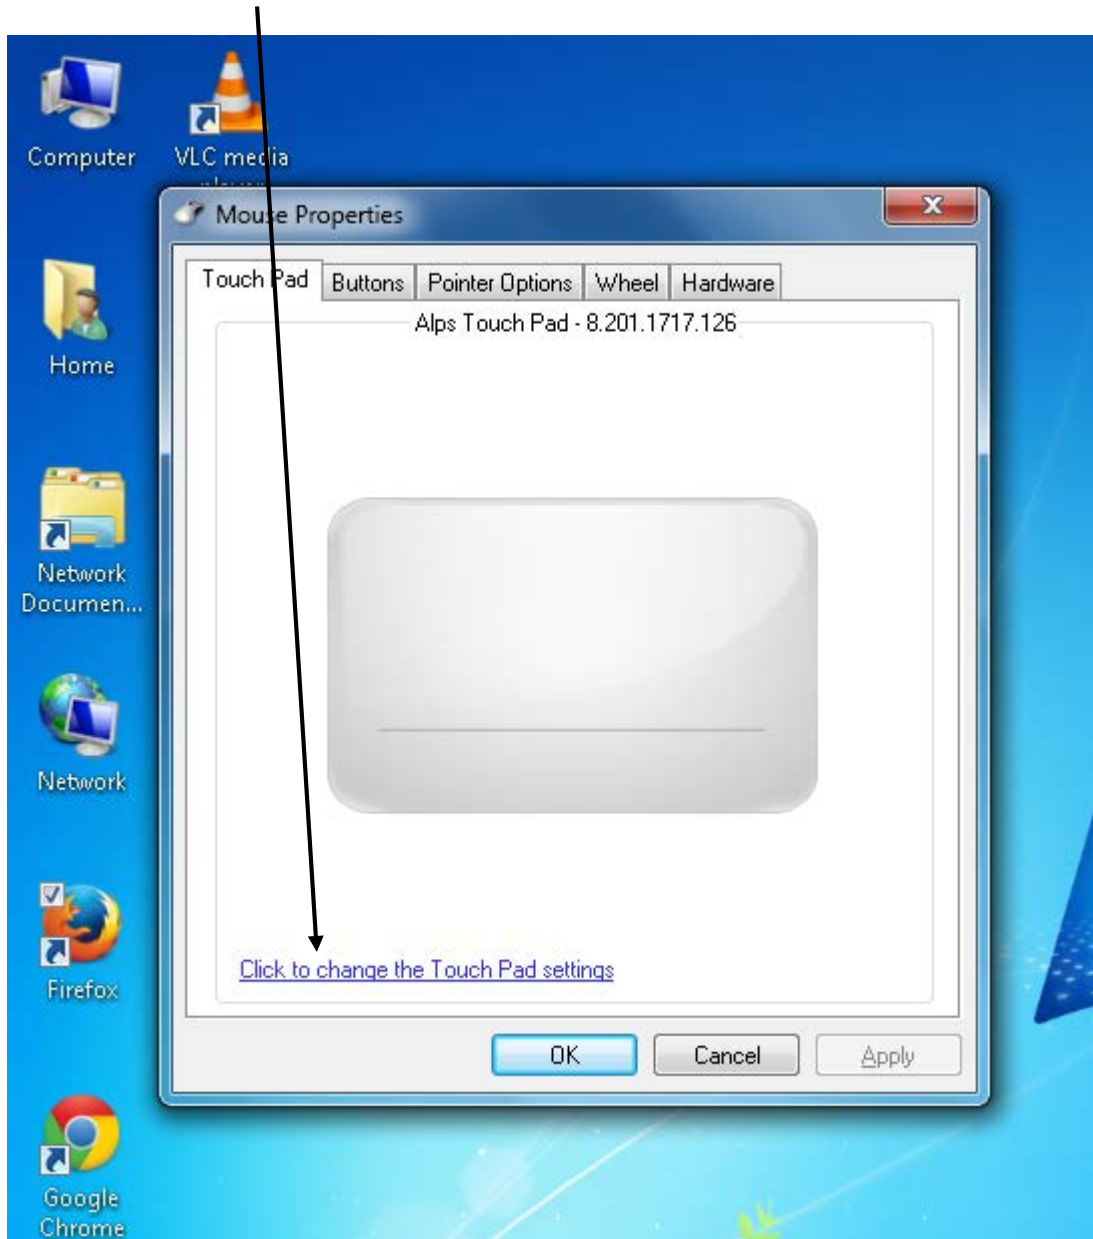 Computer
VLC media
Mouse Properties
Touch Pad
Buttons
Pointer Options
Wheel
Hardware
Alps Touch Pad - 8.201.1717.126
Home
Network
Documen...
Network
Firefox
Click to change the Touch Pad settings
OK
Cancel
Apply
Google
Chrome